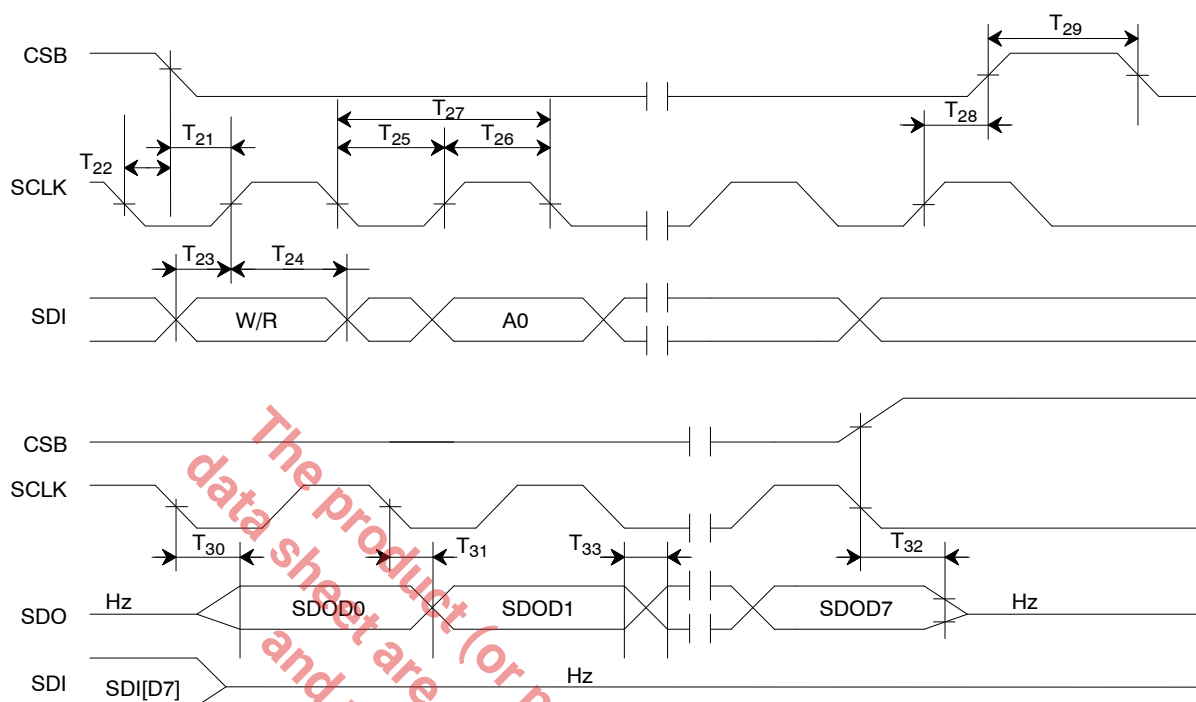 CSB
T29
T27
T28
T21
T25
T26
T22
SCLK
T23
T24
SDI
W/R
A0
CSB
SCLK
T30
T31
T33
T32
SDO
Hz
SDOD0
SDOD1
SDOD7
Hz
SDI
SDI[D7]
Hz
The product (or p
data sheet are
and